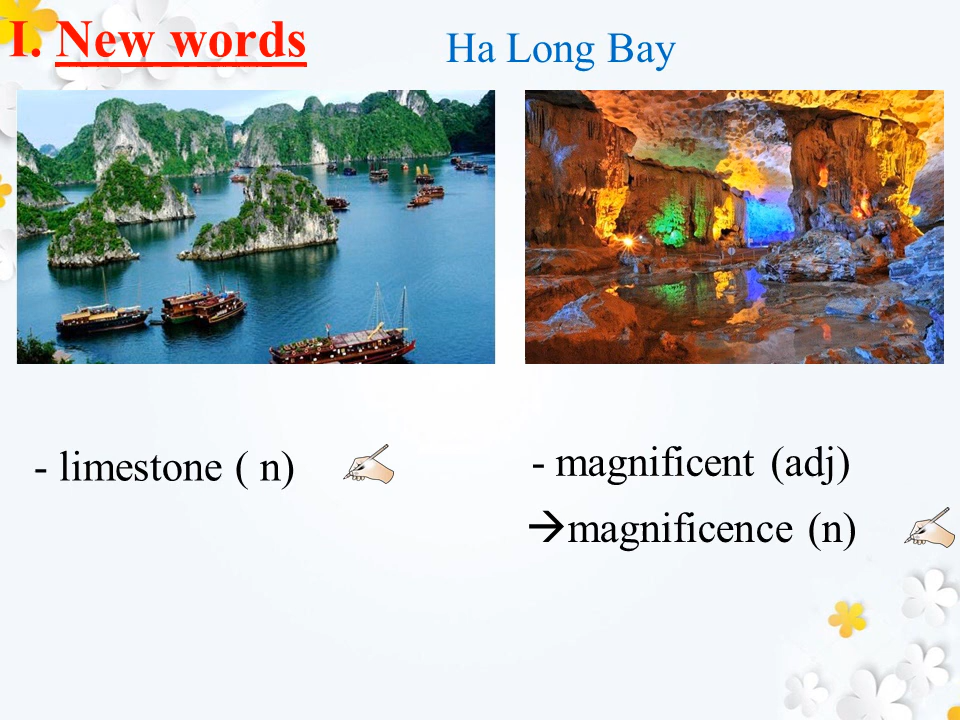 I. New words
Ha Long Bay
- limestone ( n)
- magnificent (adj)
→magnificence (n)